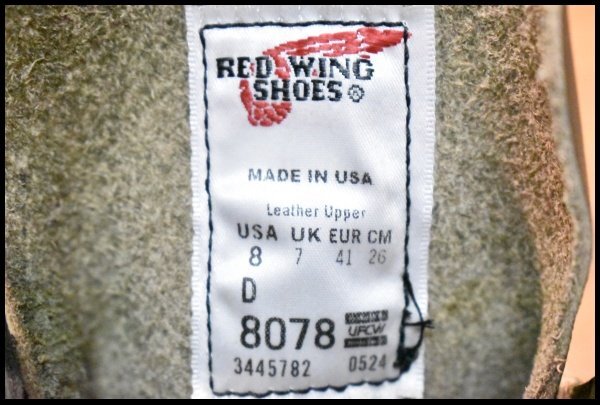 RED WING
SHOES®
MADE IN USA
Leather Upper
USA UK EUR CM
8 7 41 26
D
8078 UFCW
3445782 0524